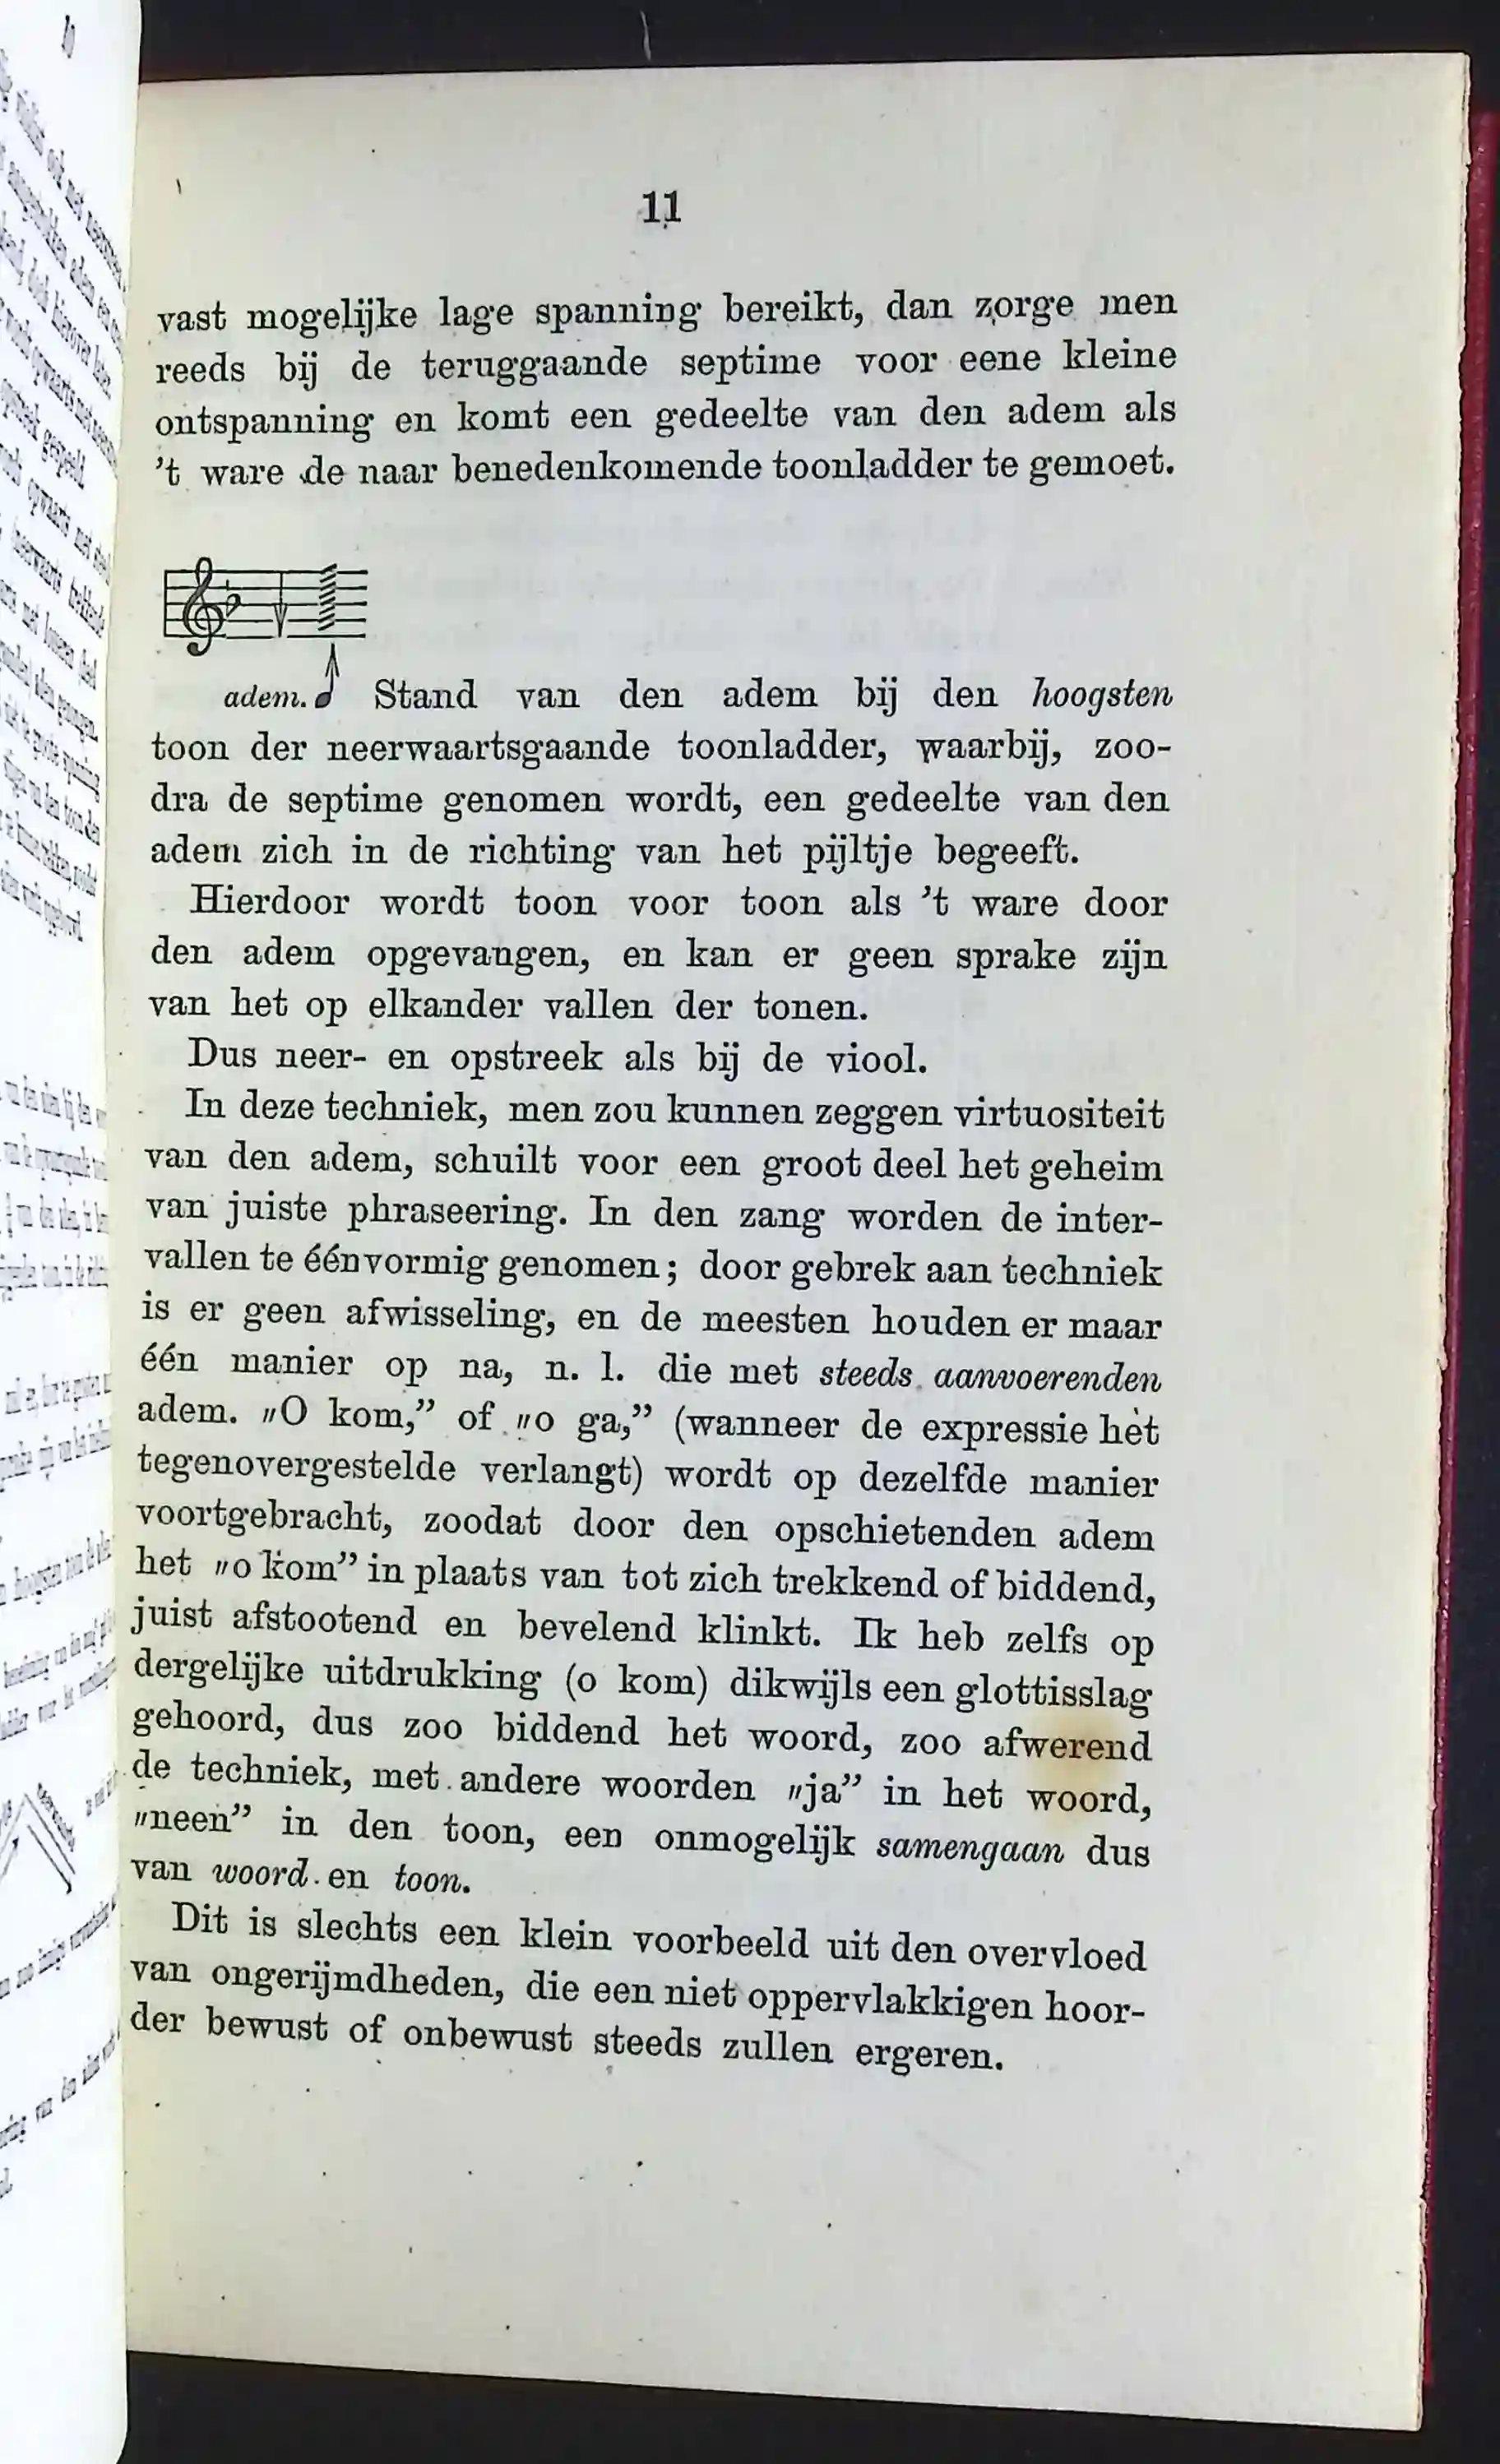 11
vast mogelijke lage spanning bereikt, dan zorge men
reeds bij de teruggaande septime voor eene kleine
ontspanning en komt een gedeelte van den adem als
’t ware de naar benedenkomende toonladder te gemoet.
adem. Stand van den adem bij den hoogsten
toon der neerwaartsgaande toonladder, waarbij, zoo-
dra de septime genomen wordt, een gedeelte van den
adem zich in de richting van het pijltje begeeft.
Hierdoor wordt toon voor toon als ’t ware door
den adem opgevangen, en kan er geen sprake zijn
van het op elkander vallen der tonen.
Dus neer- en opstreek als bij de viool.
In deze techniek, men zou kunnen zeggen virtuositeit
van den adem, schuilt voor een groot deel het geheim
van juiste phraseering. In den zang worden de inter-
vallen te éénvormig genomen; door gebrek aan techniek
is er geen afwisseling, en de meesten houden er maar
één manier op na, n. l. die met steeds aanvoerenden
adem. „O kom,” of „o ga,” (wanneer de expressie het
tegenovergestelde verlangt) wordt op dezelfde manier
voortgebracht, zoodat door den opschietenden adem
het „o kom” in plaats van tot zich trekkend of biddend,
juist afstootend en bevelend klinkt. Ik heb zelfs op
dergelijke uitdrukking (o kom) dikwijls een glottisslag
gehoord, dus zoo biddend het woord, zoo afwerend
de techniek, met andere woorden „ja” in het woord,
„neen” in den toon, een onmogelijk samengaan dus
van woord en toon.
Dit is slechts een klein voorbeeld uit den overvloed
van ongerijmdheden, die een niet oppervlakkigen hoor-
der bewust of onbewust steeds zullen ergeren.